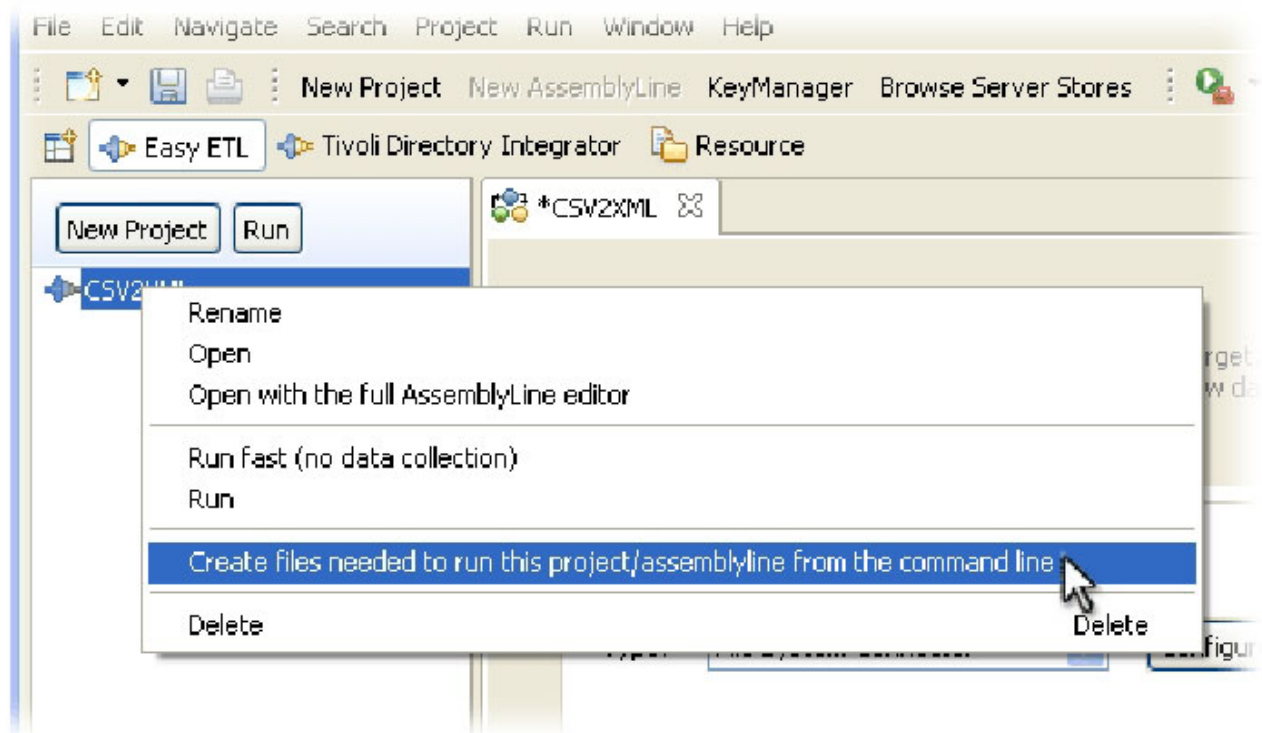 File Edit Navigate Search Project Run Window Help
New Project New AssemblyLine KeyManager Browse Server Stores
Easy ETL Tivoli Directory Integrator Resource
New Project Run
*CSV2XML
Rename
Open
Open with the full AssemblyLine editor
Run fast (no data collection)
Run
Create files needed to run this project/assemblyline from the command line
Delete Delete